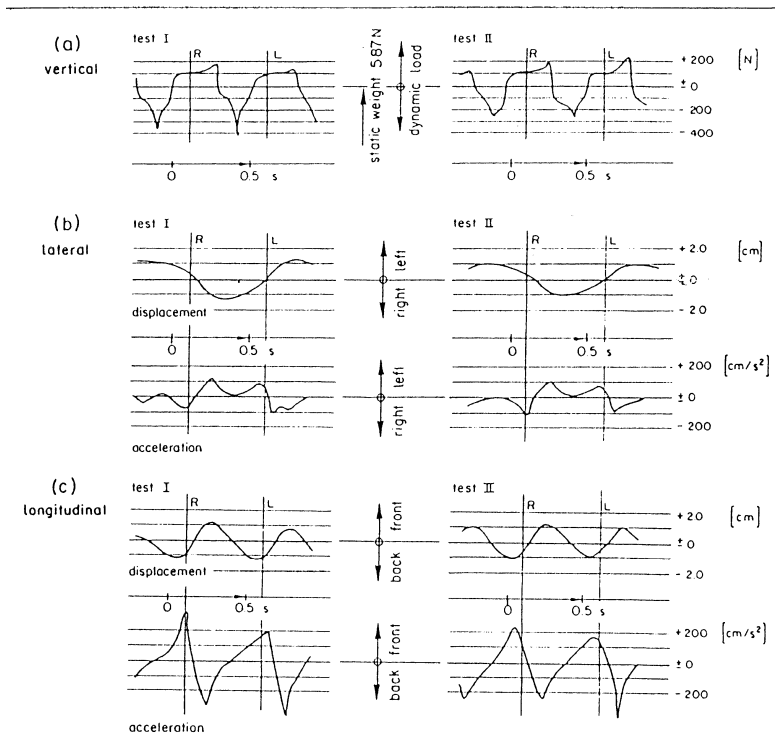 (a)
vertical
test I
R
L
static weight 587 N
dynamic load
test II
+ 200 [N]
± 0
- 200
- 400
0 0.5 s
0 0.5
(b)
lateral
test I
R
L
right left
test II
R
L
+ 2.0 [cm]
- 2.0
displacement
0 0.5 s
0 0.5 s
right left
+ 200 [cm/s²]
± 0
- 200
acceleration
(c)
longitudinal
test I
R
L
back front
test II
R
L
+ 2.0 [cm]
± 0
- 2.0
displacement
0 0.5 s
0 0.5 s
back front
+ 200 [cm/s²]
± 0
- 200
acceleration